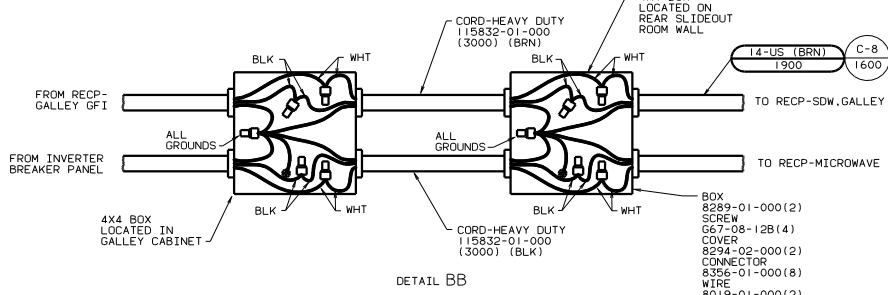 LOCATED ON
REAR SLIDEOUT
ROOM WALL
CORD-HEAVY DUTY
115832-01-000
(3000) (BRN)
14-US (BRN)
1900
C-8
1600
BLK
WHT
BLK
WHT
FROM RECP-
GALLEY GFI
TO RECP-SDW,GALLEY
ALL
GROUNDS
ALL
GROUNDS
FROM INVERTER
BREAKER PANEL
TO RECP-MICROWAVE
BLK
WHT
BLK
WHT
4X4 BOX
LOCATED IN
GALLEY CABINET
CORD-HEAVY DUTY
115832-01-000
(3000) (BLK)
BOX
8289-01-000(2)
SCREW
G67-08-12B(4)
COVER
8294-02-000(2)
CONNECTOR
8356-01-000(8)
WIRE
8019-01-000(2)
DETAIL BB